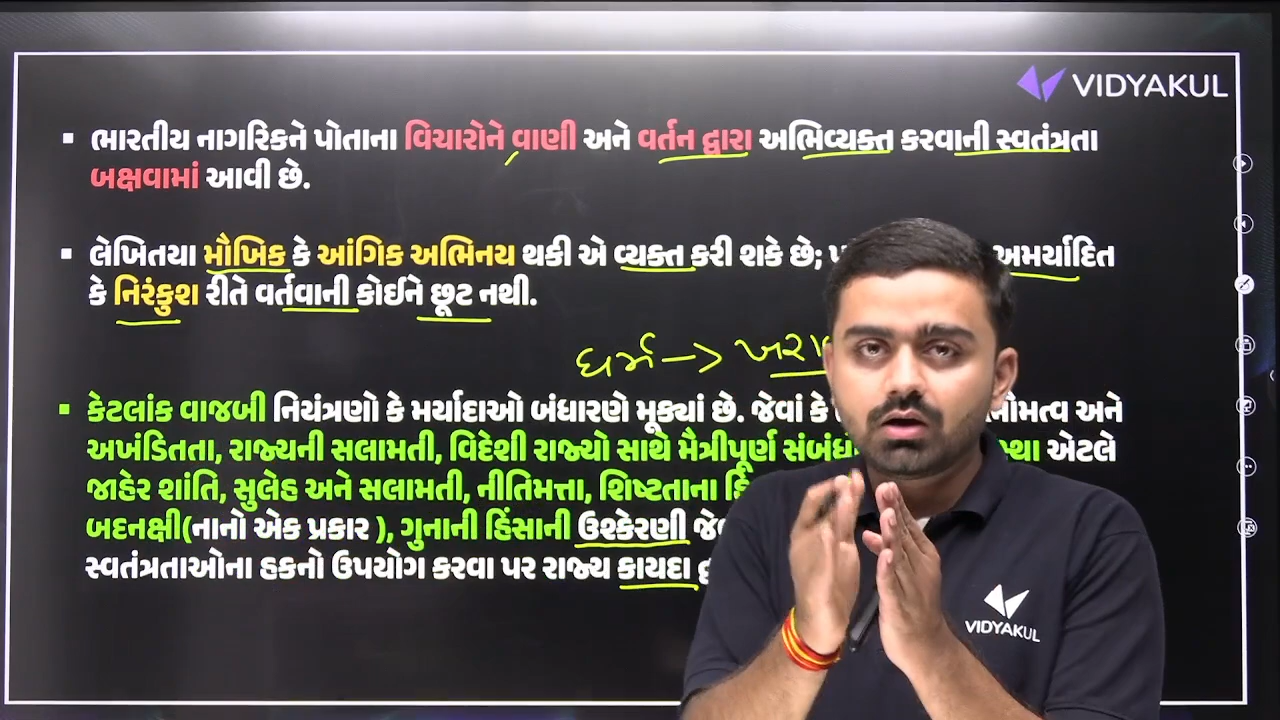 VIDYAKUL
▪ ભારતીય નાગરિકને પોતાના વિચારોને વાણી અને વર્તન દ્વારા અભિવ્યક્ત કરવાની સ્વતંત્રતા
બક્ષવામાં આવી છે.
▪ લેખિતયા મૌખિક કે આંગિક અભિનય થકી એ વ્યક્ત કરી શકે છે; અમર્યાદિત
કે નિરંકુશ રીતે વર્તવાની કોઈને છૂટ નથી.
ધર્મ →
▪ કેટલાંક વાજબી નિયંત્રણો કે મર્યાદાઓ બંધારણે મૂક્યાં છે. જેવાં કે અને
અખંડિતતા, રાજ્યની સલામતી, વિદેશી રાજ્યો સાથે મૈત્રીપૂર્ણ એટલે
જાહેર શાંતિ, સુલેહ અને સલામતી, નીતિમત્તા, શિષ્ટતાના
બદનક્ષી(નાનો એક પ્રકાર ), ગુનાની હિંસાની ઉશ્કેરણી
સ્વતંત્રતાઓના હકનો ઉપયોગ કરવા પર રાજ્ય કાયદા
VIDYAKUL